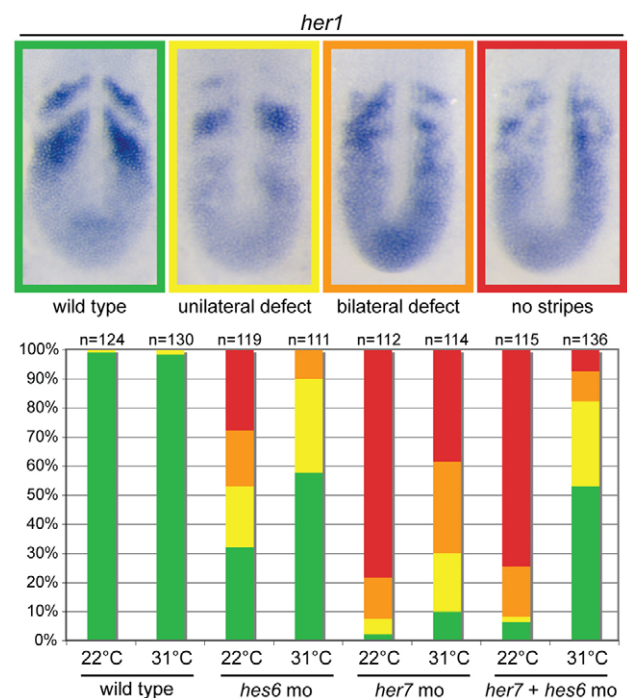 her1
wild type unilateral defect bilateral defect no stripes
n=124 n=130 n=119 n=111 n=112 n=114 n=115 n=136
100%
90%
80%
70%
60%
50%
40%
30%
20%
10%
0%
22°C 31°C 22°C 31°C 22°C 31°C 22°C 31°C
wild type hes6 mo her7 mo her7 + hes6 mo